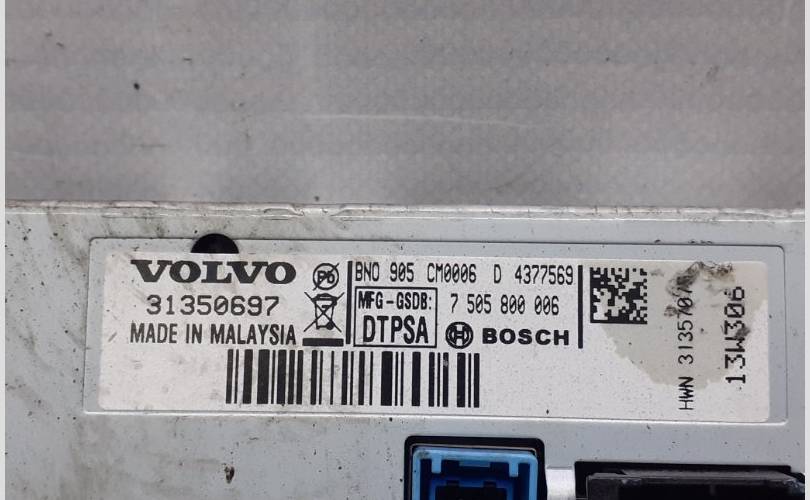 VOLVO
31350697
MADE IN MALAYSIA
Pb
BNO 905 CM0006 D 4377569
MFG-GSDB:
DTPSA
7 505 800 006
BOSCH
HWN
13W306